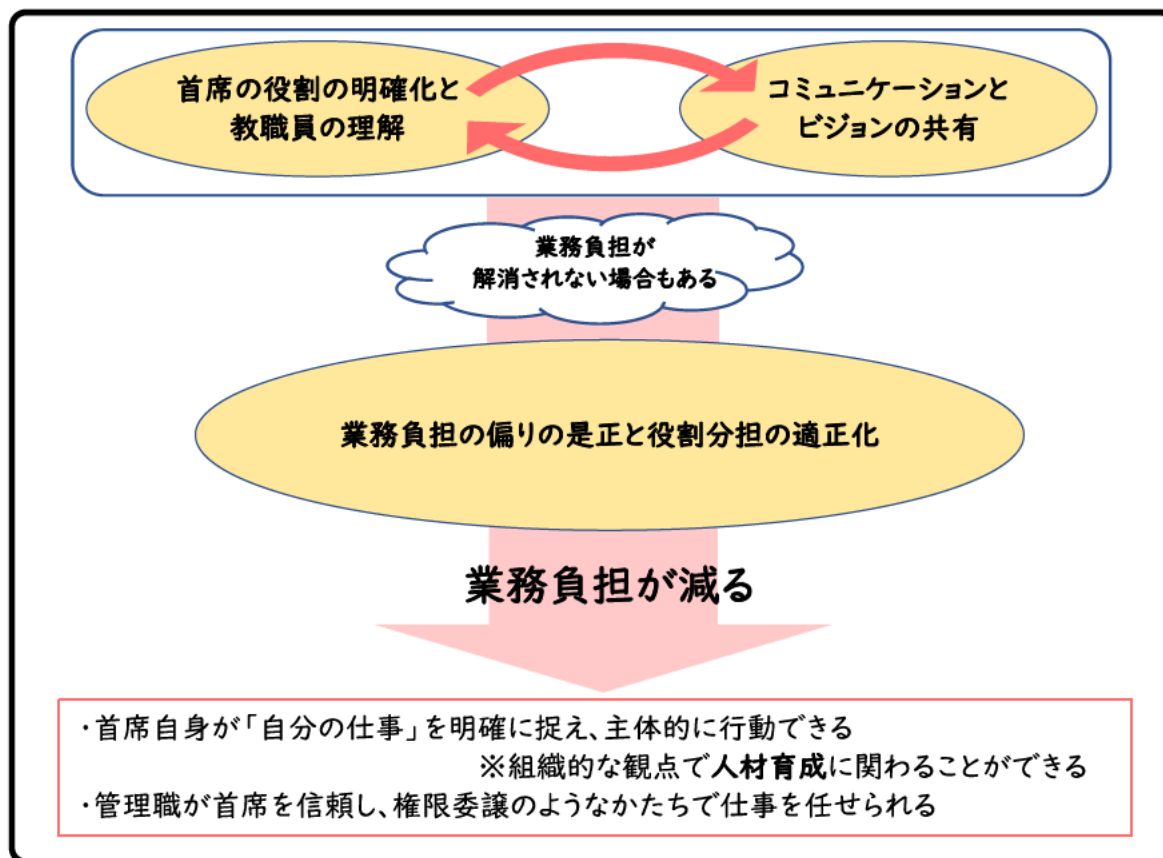 首席の役割の明確化と
教職員の理解
コミュニケーションと
ビジョンの共有
業務負担が
解消されない場合もある
業務負担の偏りの是正と役割分担の適正化
業務負担が減る
・首席自身が「自分の仕事」を明確に捉え、主体的に行動できる
※組織的な観点で人材育成に関わることができる
・管理職が首席を信頼し、権限委譲のようなかたちで仕事を任せられる